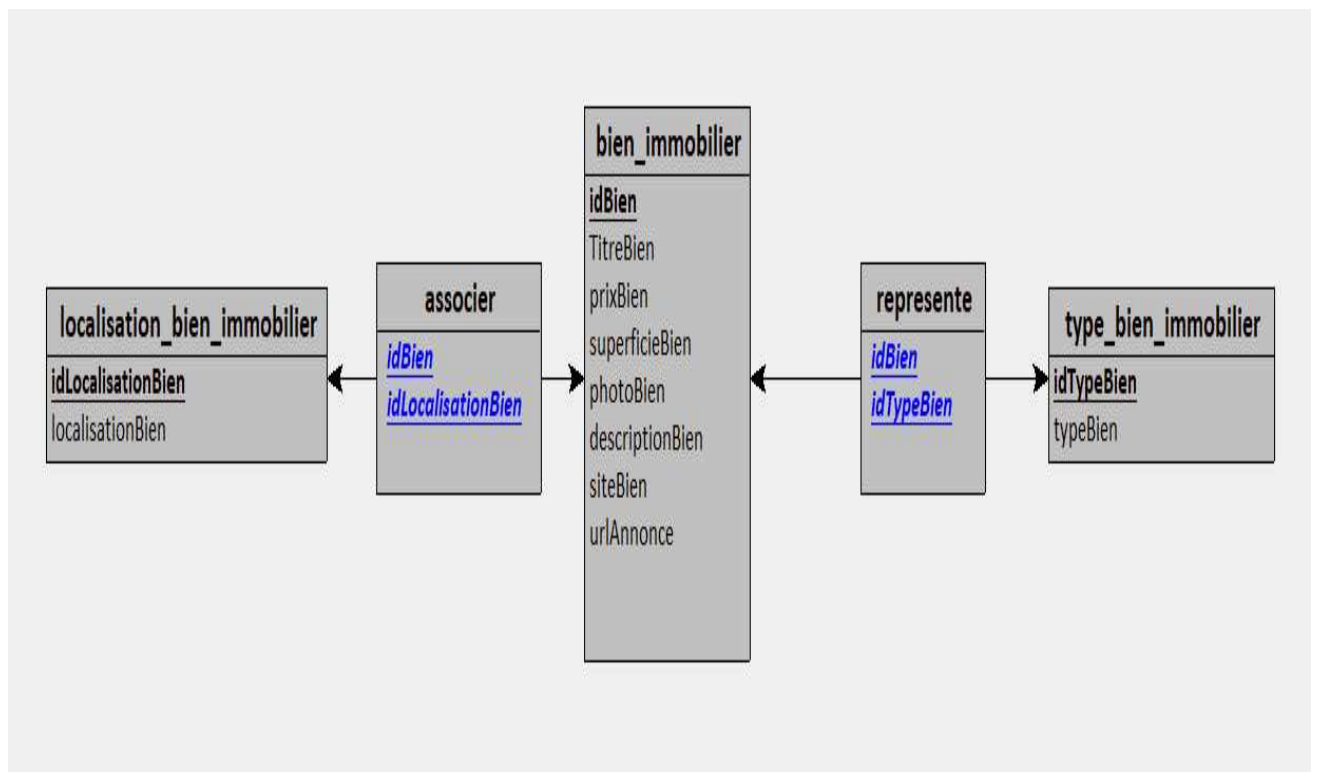 localisation_bien_immobilier
idLocalisationBien
localisationBien
associer
idBien
idLocalisationBien
bien_immobilier
idBien
TitreBien
prixBien
superficieBien
photoBien
descriptionBien
siteBien
urlAnnonce
represente
idBien
idTypeBien
type_bien_immobilier
idTypeBien
typeBien